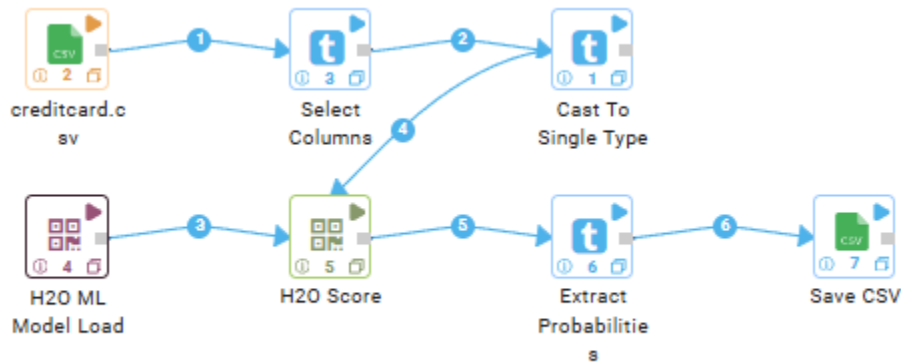 1
2
CSV
t
t
2
3
1
creditcard.c
sv
Select
Columns
Cast To
Single Type
4
3
5
6
t
CSV
4
5
6
7
H2O ML
Model Load
H2O Score
Extract
Probabilitie
s
Save CSV